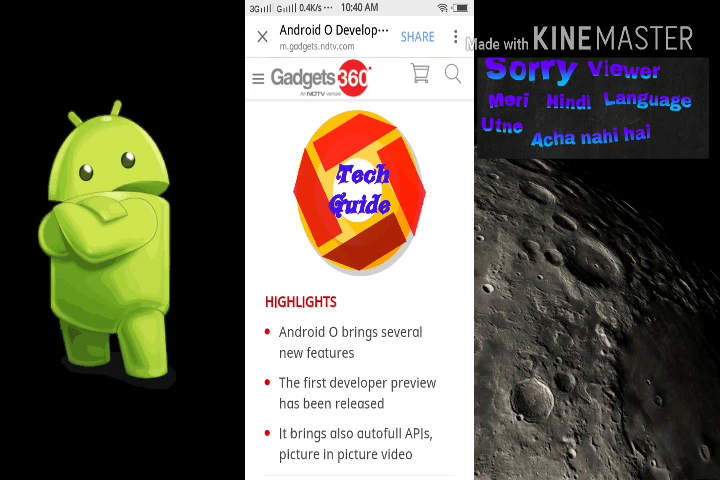 3G G 0.4K/s ··· 10:40 AM
Android O Develop···
m.gadgets.ndtv.com
SHARE
Gadgets 360°
An NDTV venture
Made with KINEMASTER
Sorry Viewer
Meri Hindi Language
Utne Acha nahi hai
Tech
Guide
HIGHLIGHTS
• Android O brings several
new features
• The first developer preview
has been released
• It brings also autofull APIs,
picture in picture video